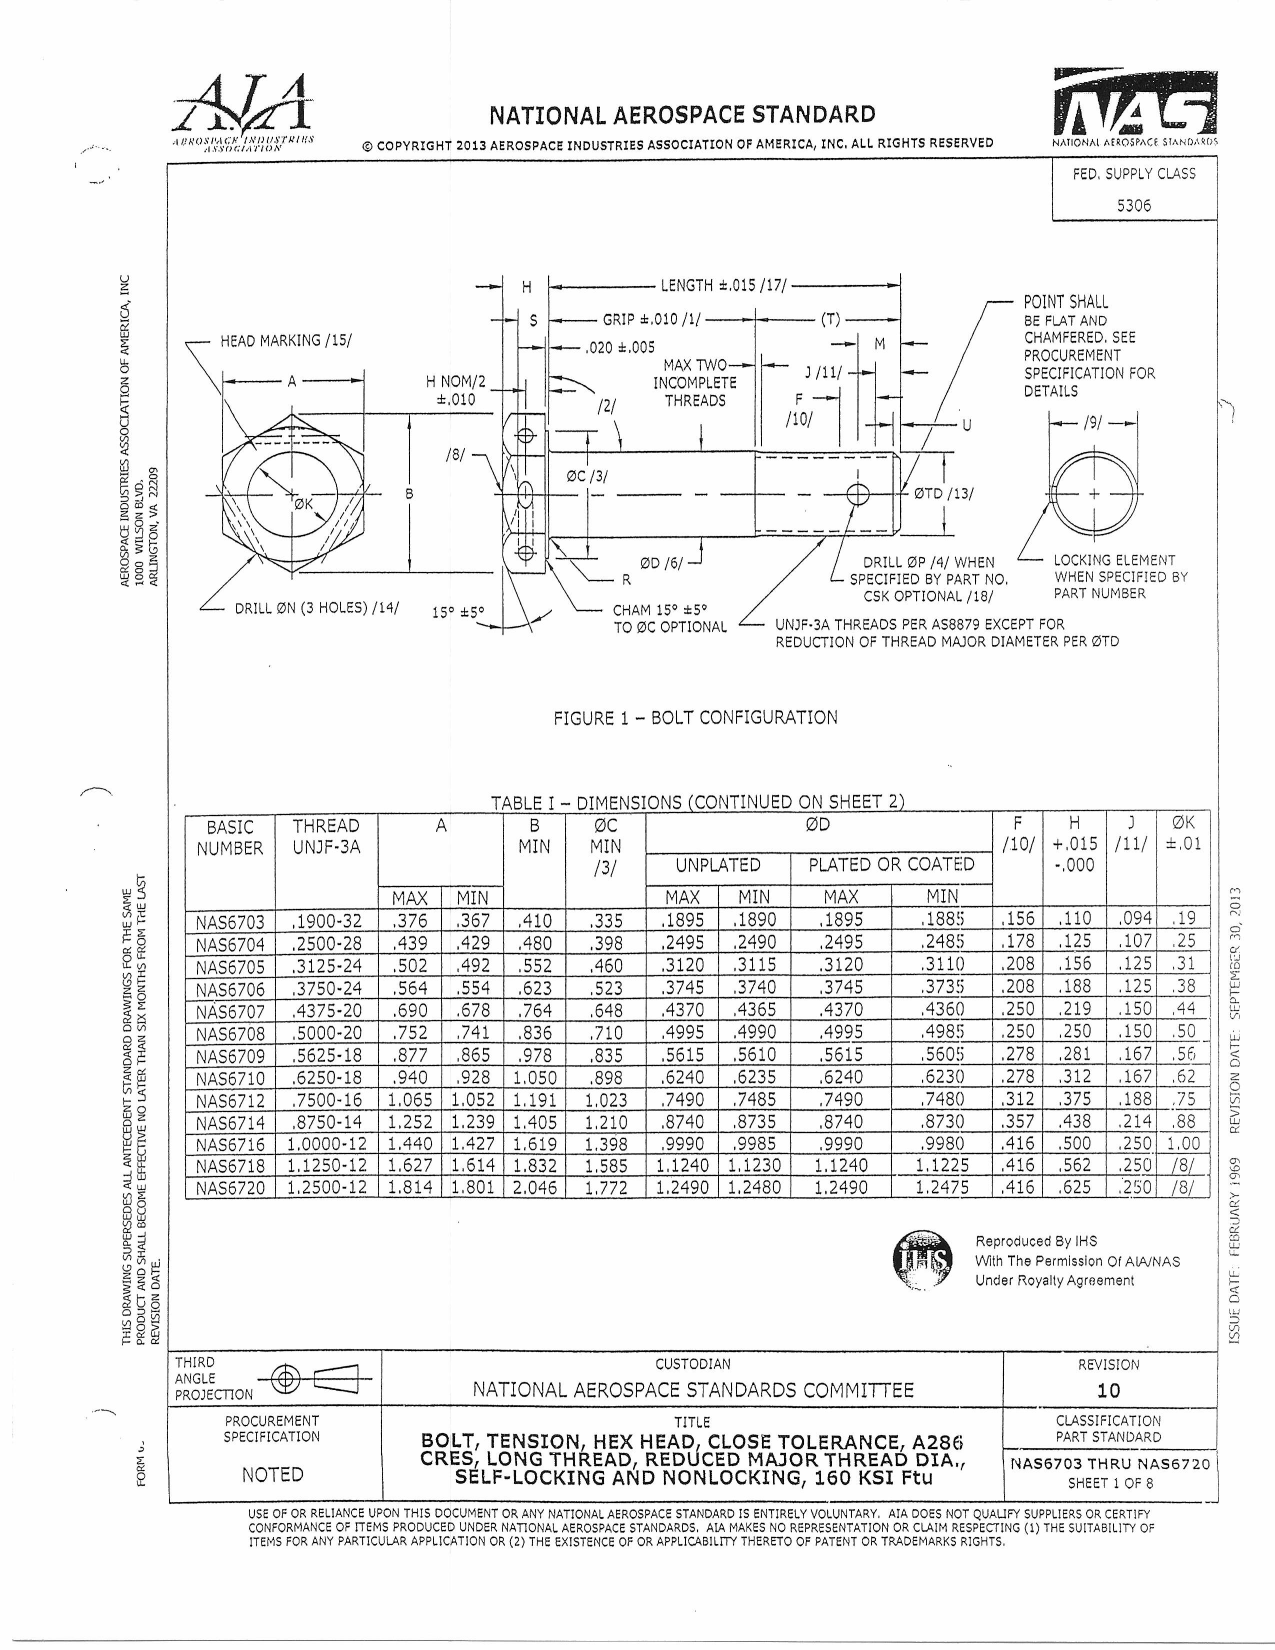 AIA
AEROSPACE INDUSTRIES
ASSOCIATION
NATIONAL AEROSPACE STANDARD
© COPYRIGHT 2013 AEROSPACE INDUSTRIES ASSOCIATION OF AMERICA, INC. ALL RIGHTS RESERVED
NAS
NATIONAL AEROSPACE STANDARDS
FED. SUPPLY CLASS
5306
AEROSPACE INDUSTRIES ASSOCIATION OF AMERICA, INC
1000 WILSON BLVD.
ARLINGTON, VA 22209
H
LENGTH ±.015 /17/
S
GRIP ±.010 /1/
(T)
.020 ±.005
M
HEAD MARKING /15/
MAX TWO
INCOMPLETE
THREADS
J /11/
A
H NOM/2
±.010
/2/
F
/10/
U
POINT SHALL
BE FLAT AND
CHAMFERED. SEE
PROCUREMENT
SPECIFICATION FOR
DETAILS
/9/
/8/
ØC /3/
ØK
B
ØTD /13/
ØD /6/
R
DRILL ØP /4/ WHEN
SPECIFIED BY PART NO.
CSK OPTIONAL /18/
LOCKING ELEMENT
WHEN SPECIFIED BY
PART NUMBER
DRILL ØN (3 HOLES) /14/
15° ±5°
CHAM 15° ±5°
TO ØC OPTIONAL
UNJF-3A THREADS PER AS8879 EXCEPT FOR
REDUCTION OF THREAD MAJOR DIAMETER PER ØTD
FIGURE 1 – BOLT CONFIGURATION
TABLE I – DIMENSIONS (CONTINUED ON SHEET 2)
BASIC THREAD A B ØC ØD F H J ØK
NUMBER UNJF-3A MIN MIN /10/ +.015 /11/ ±.01
/3/ UNPLATED PLATED OR COATED -.000
MAX MIN MAX MIN MAX MIN
NAS6703 .1900-32 .376 .367 .410 .335 .1895 .1890 .1895 .1885 .156 .110 .094 .19
NAS6704 .2500-28 .439 .429 .480 .398 .2495 .2490 .2495 .2485 .178 .125 .107 .25
NAS6705 .3125-24 .502 .492 .552 .460 .3120 .3115 .3120 .3110 .208 .156 .125 .31
NAS6706 .3750-24 .564 .554 .623 .523 .3745 .3740 .3745 .3735 .208 .188 .125 .38
NAS6707 .4375-20 .690 .678 .764 .648 .4370 .4365 .4370 .4360 .250 .219 .150 .44
NAS6708 .5000-20 .752 .741 .836 .710 .4995 .4990 .4995 .4985 .250 .250 .150 .50
NAS6709 .5625-18 .877 .865 .978 .835 .5615 .5610 .5615 .5605 .278 .281 .167 .56
NAS6710 .6250-18 .940 .928 1.050 .898 .6240 .6235 .6240 .6230 .278 .312 .167 .62
NAS6712 .7500-16 1.065 1.052 1.191 1.023 .7490 .7485 .7490 .7480 .312 .375 .188 .75
NAS6714 .8750-14 1.252 1.239 1.405 1.210 .8740 .8735 .8740 .8730 .357 .438 .214 .88
NAS6716 1.0000-12 1.440 1.427 1.619 1.398 .9990 .9985 .9990 .9980 .416 .500 .250 1.00
NAS6718 1.1250-12 1.627 1.614 1.832 1.585 1.1240 1.1230 1.1240 1.1225 .416 .562 .250 /8/
NAS6720 1.2500-12 1.814 1.801 2.046 1.772 1.2490 1.2480 1.2490 1.2475 .416 .625 .250 /8/
THIS DRAWING SUPERSEDES ALL ANTECEDENT STANDARD DRAWINGS FOR THE SAME
PRODUCT AND SHALL BECOME EFFECTIVE NO LATER THAN SIX MONTHS FROM THE LAST
REVISION DATE.
ISSUE DATE: FEBRUARY 1969 REVISION DATE: SEPTEMBER 30, 2013
IHS
Reproduced By IHS
With The Permission Of AIA/NAS
Under Royalty Agreement
THIRD
ANGLE
PROJECTION
CUSTODIAN
NATIONAL AEROSPACE STANDARDS COMMITTEE
REVISION
10
PROCUREMENT
SPECIFICATION
NOTED
TITLE
BOLT, TENSION, HEX HEAD, CLOSE TOLERANCE, A286
CRES, LONG THREAD, REDUCED MAJOR THREAD DIA.,
SELF-LOCKING AND NONLOCKING, 160 KSI Ftu
CLASSIFICATION
PART STANDARD
NAS6703 THRU NAS6720
SHEET 1 OF 8
FORM
USE OF OR RELIANCE UPON THIS DOCUMENT OR ANY NATIONAL AEROSPACE STANDARD IS ENTIRELY VOLUNTARY. AIA DOES NOT QUALIFY SUPPLIERS OR CERTIFY
CONFORMANCE OF ITEMS PRODUCED UNDER NATIONAL AEROSPACE STANDARDS. AIA MAKES NO REPRESENTATION OR CLAIM RESPECTING (1) THE SUITABILITY OF
ITEMS FOR ANY PARTICULAR APPLICATION OR (2) THE EXISTENCE OF OR APPLICABILITY THERETO OF PATENT OR TRADEMARKS RIGHTS.